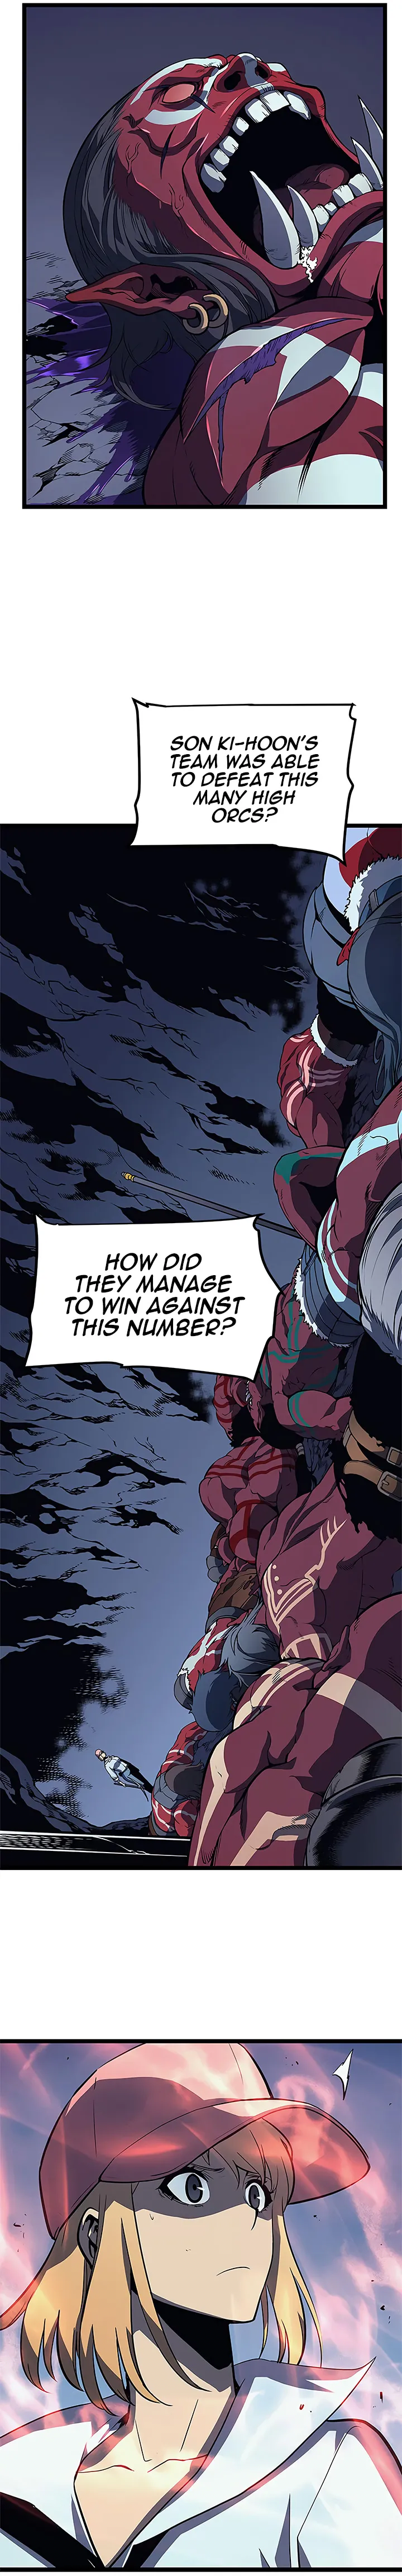 SON KI-HOON'S
TEAM WAS ABLE
TO DEFEAT THIS
MANY HIGH
ORCS?
HOW DID
THEY MANAGE
TO WIN AGAINST
THIS NUMBER?